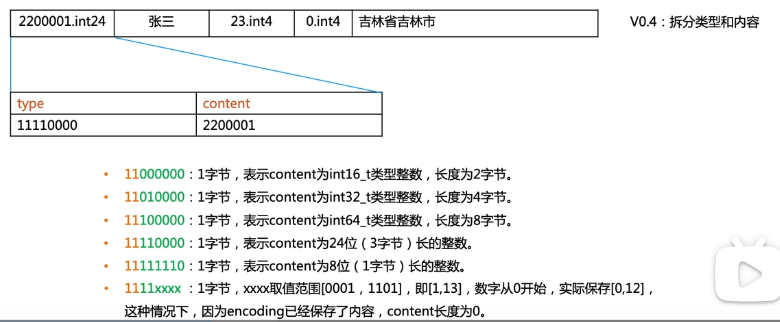 2200001.int24 张三 23.int4 0.int4 吉林省吉林市 V0.4：拆分类型和内容
type content
11110000 2200001
• 11000000：1字节，表示content为int16_t类型整数，长度为2字节。
• 11010000：1字节，表示content为int32_t类型整数，长度为4字节。
• 11100000：1字节，表示content为int64_t类型整数，长度为8字节。
• 11110000：1字节，表示content为24位（3字节）长的整数。
• 11111110：1字节，表示content为8位（1字节）长的整数。
• 1111xxxx ：1字节，xxxx取值范围[0001，1101]，即[1,13]，数字从0开始，实际保存[0,12]，
这种情况下，因为encoding已经保存了内容，content长度为0。